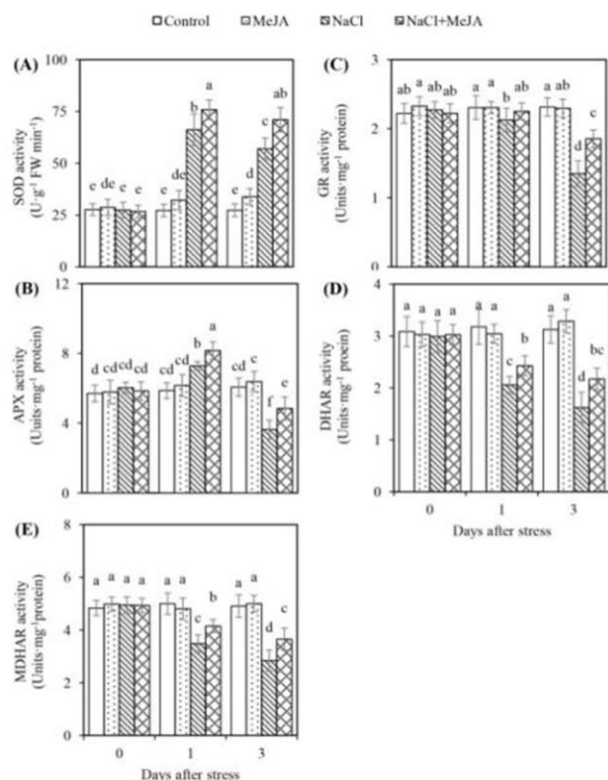 Control MeJA NaCl NaCl+MeJA
(A)
SOD activity
(U·g⁻¹ FW min⁻¹)
100
75
50
25
0
e de e e e de b a e d c ab
(C)
GR activity
(Units·mg⁻¹ protein)
3
2
1
0
ab a ab ab a a b ab a ab d c
(B)
APX activity
(Uuits·mg⁻¹ protein)
12
8
4
0
d cd cd cd cd cd b a cd c f e
(D)
DHAR activity
(Units·mg⁻¹ procin)
4
3
2
1
0
a a a a a a c b a a d bc
0 1 3
Days after stress
(E)
MDHAR activity
(Units·mg⁻¹protein)
8
6
4
2
0
a a a a a a c b a a d c
0 1 3
Days after stress